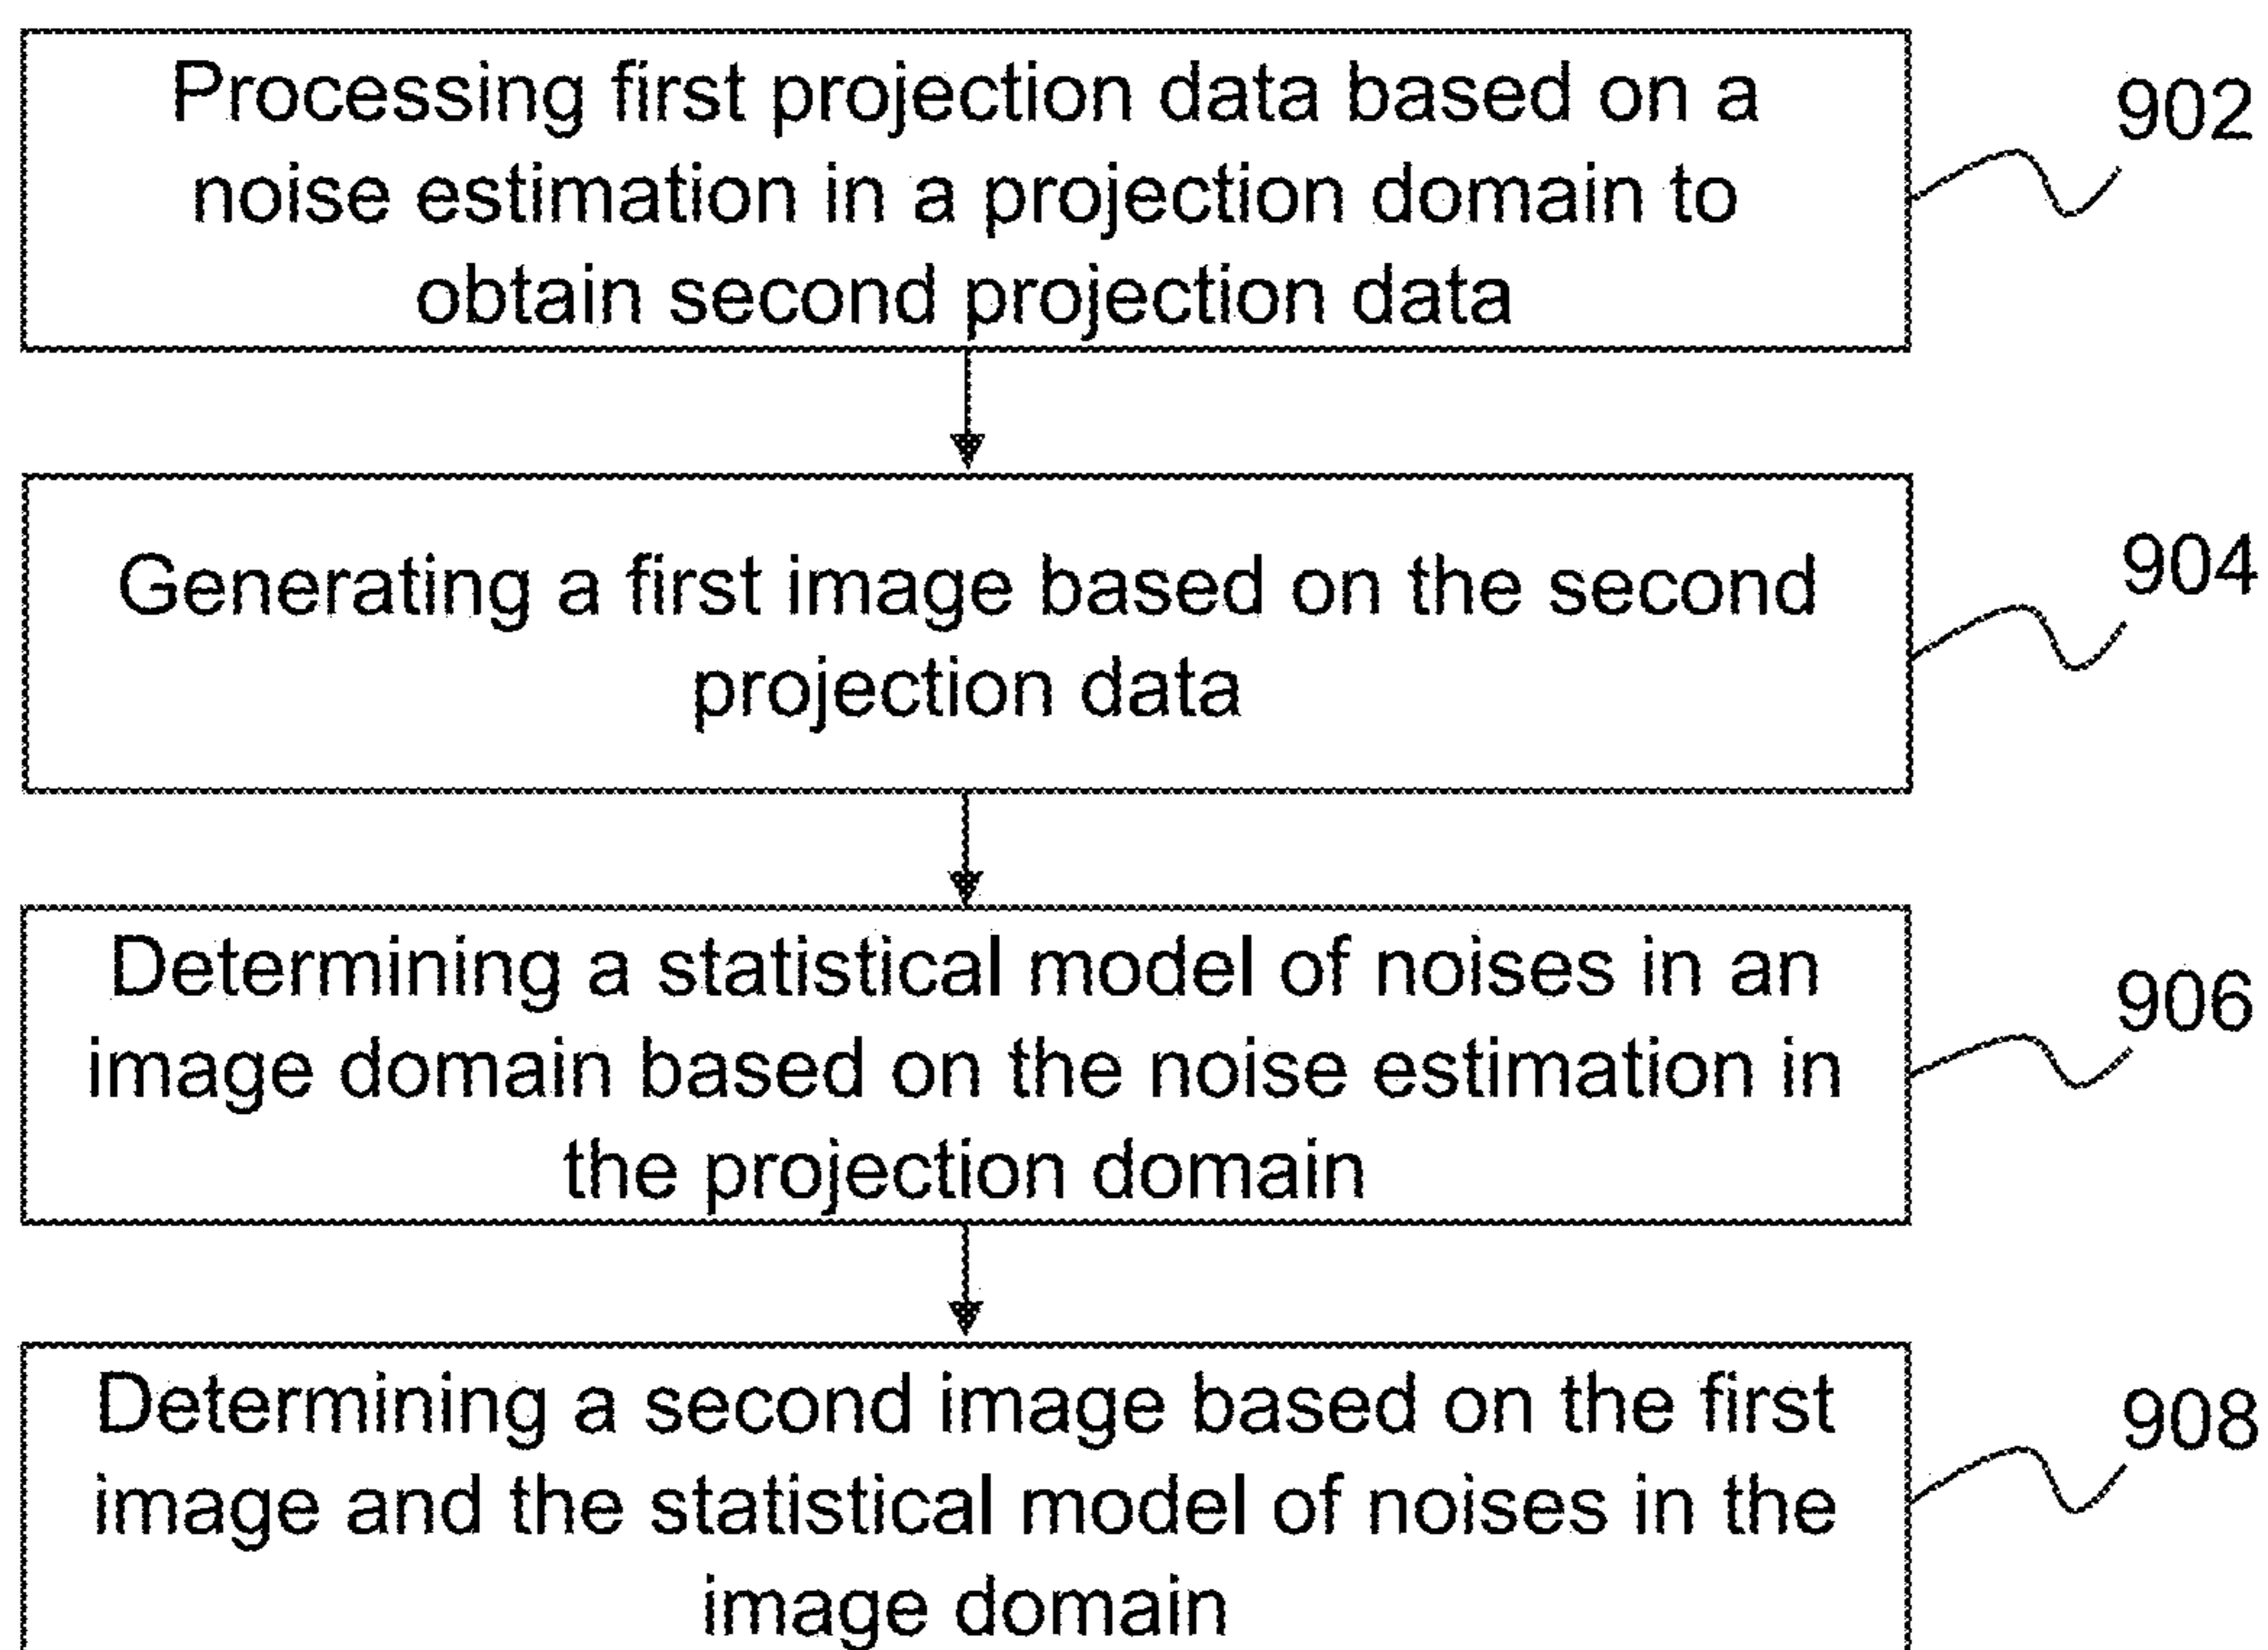 Processing first projection data based on a
noise estimation in a projection domain to
obtain second projection data
902
Generating a first image based on the second
projection data
904
Determining a statistical model of noises in an
image domain based on the noise estimation in
the projection domain
906
Determining a second image based on the first
image and the statistical model of noises in the
image domain
908